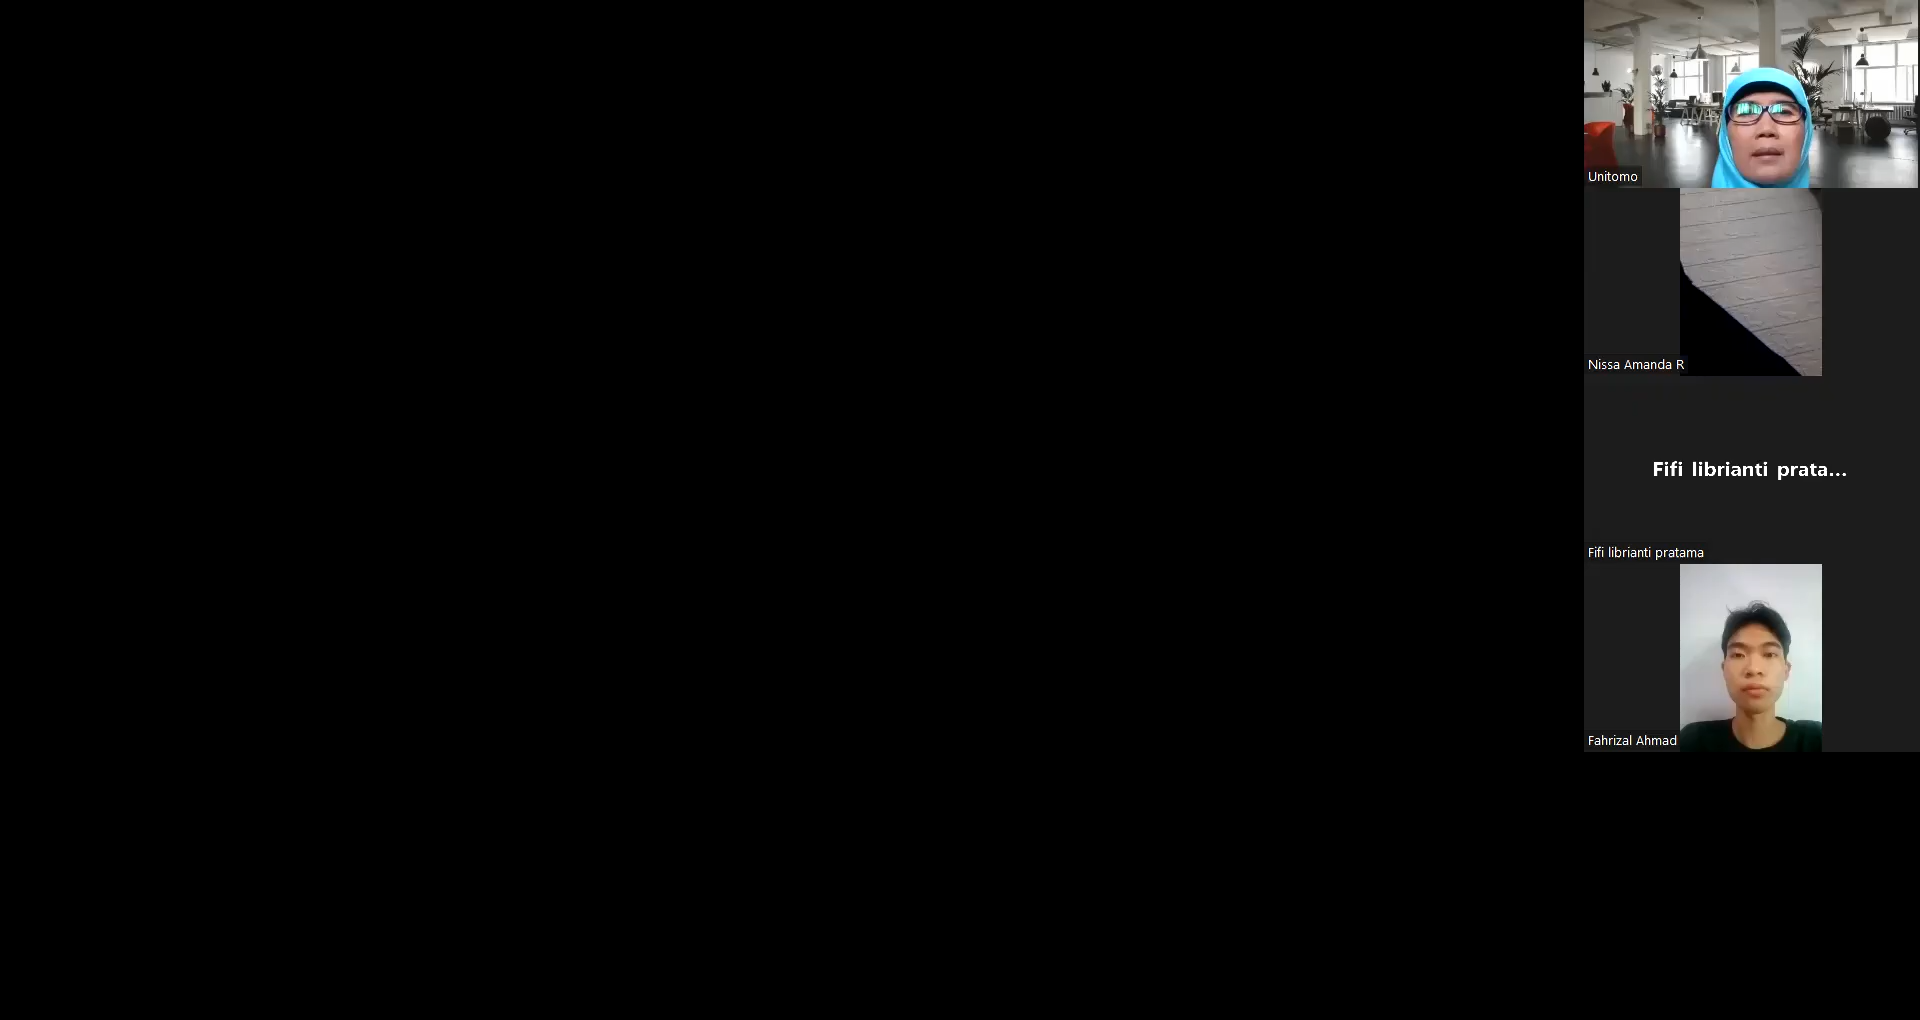 Unitomo
Nissa Amanda R
Fifi librianti prata...
Fifi librianti pratama
Fahrizal Ahmad